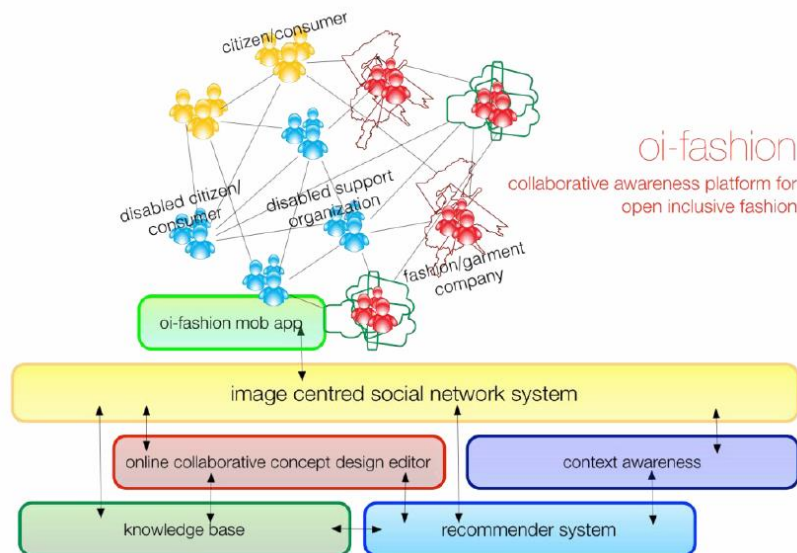 citizen/consumer
oi-fashion
collaborative awareness platform for
open inclusive fashion
disabled citizen/
consumer
disabled support
organization
fashion/garment
company
oi-fashion mob app
image centred social network system
online collaborative concept design editor
context awareness
knowledge base
recommender system